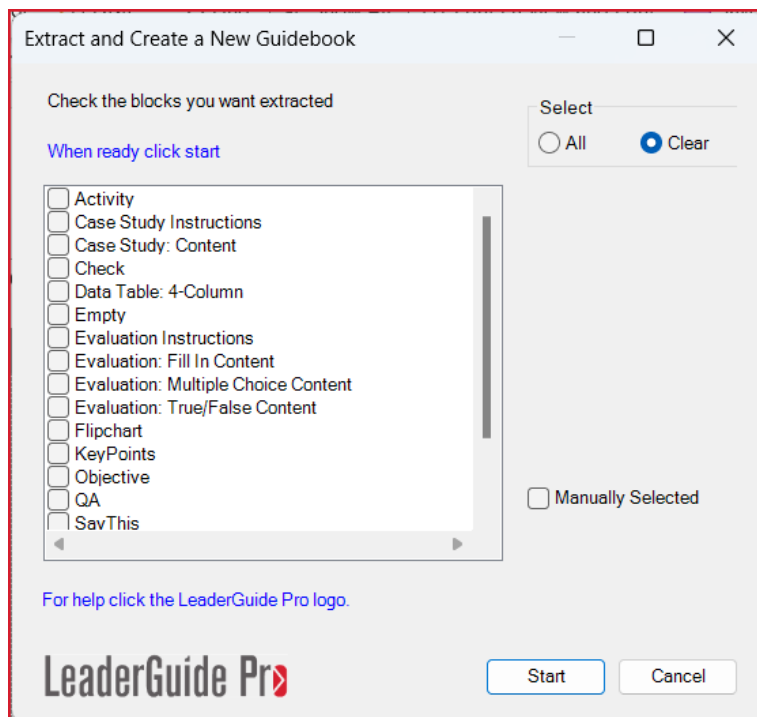 Extract and Create a New Guidebook
Check the blocks you want extracted
Select
All
Clear
When ready click start
Activity
Case Study Instructions
Case Study: Content
Check
Data Table: 4-Column
Empty
Evaluation Instructions
Evaluation: Fill In Content
Evaluation: Multiple Choice Content
Evaluation: True/False Content
Flipchart
KeyPoints
Objective
QA
SayThis
Manually Selected
For help click the LeaderGuide Pro logo.
LeaderGuide Pro
Start
Cancel